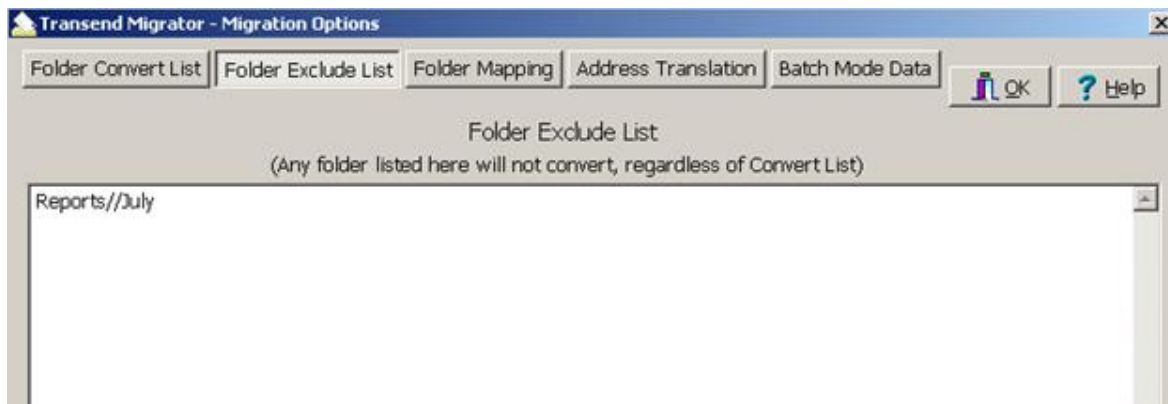 Transend Migrator - Migration Options
Folder Convert List Folder Exclude List Folder Mapping Address Translation Batch Mode Data OK ? Help
Folder Exclude List
(Any folder listed here will not convert, regardless of Convert List)
Reports//July